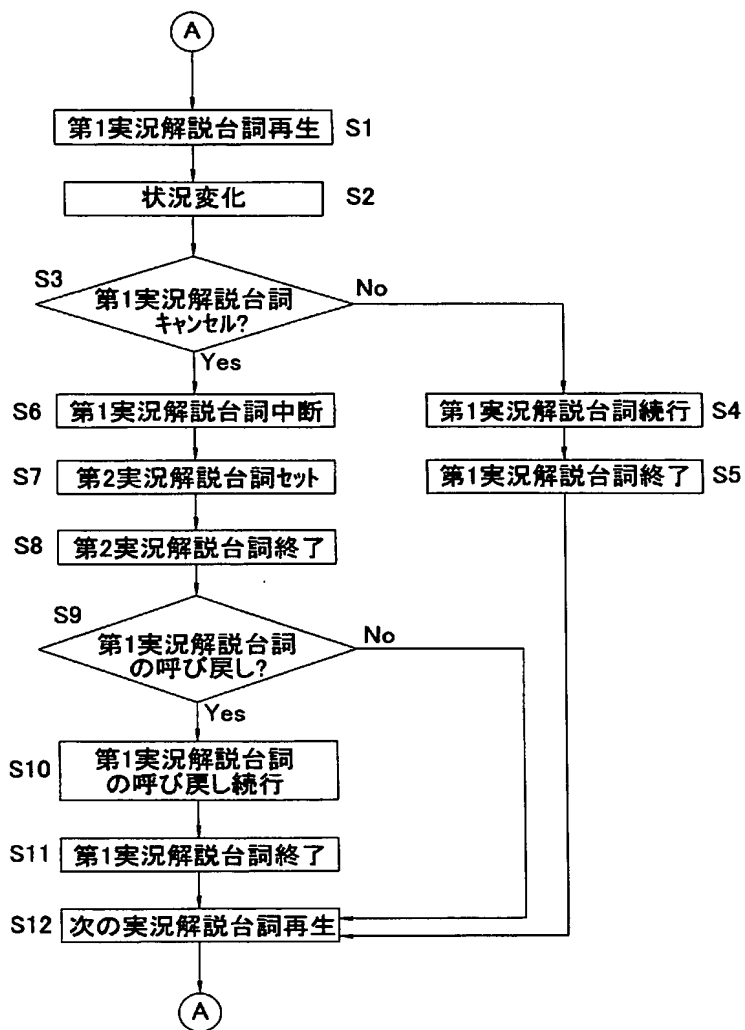 A
第1実況解説台詞再生 S1
状況変化 S2
S3
第1実況解説台詞
キャンセル?
No
Yes
S6 第1実況解説台詞中断
第1実況解説台詞続行 S4
S7 第2実況解説台詞セット
第1実況解説台詞終了 S5
S8 第2実況解説台詞終了
S9
第1実況解説台詞
の呼び戻し?
No
Yes
S10
第1実況解説台詞
の呼び戻し続行
S11 第1実況解説台詞終了
S12 次の実況解説台詞再生
A